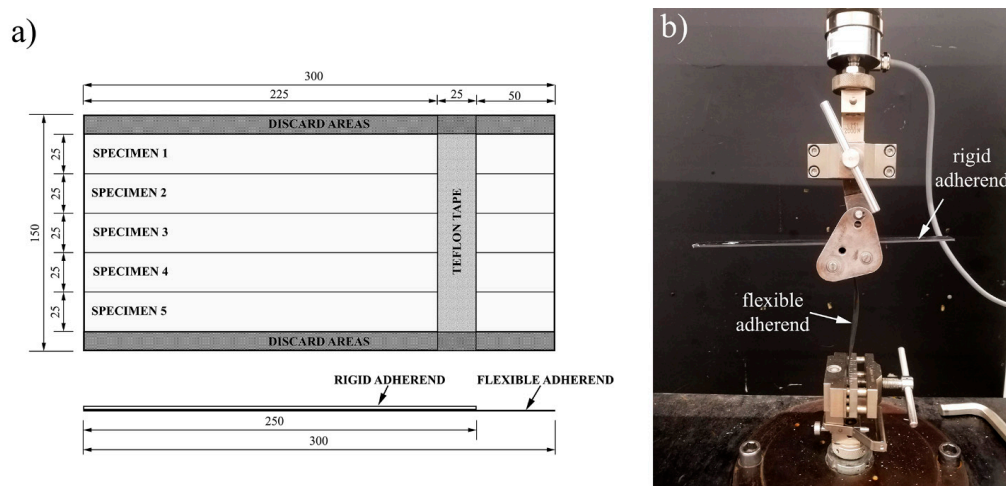 a)
300
225
25
50
DISCARD AREAS
25
SPECIMEN 1
25
SPECIMEN 2
150
25
SPECIMEN 3
TEFLON TAPE
25
SPECIMEN 4
25
SPECIMEN 5
DISCARD AREAS
RIGID ADHEREND
FLEXIBLE ADHEREND
250
300
b)
rigid
adherend
flexible
adherend